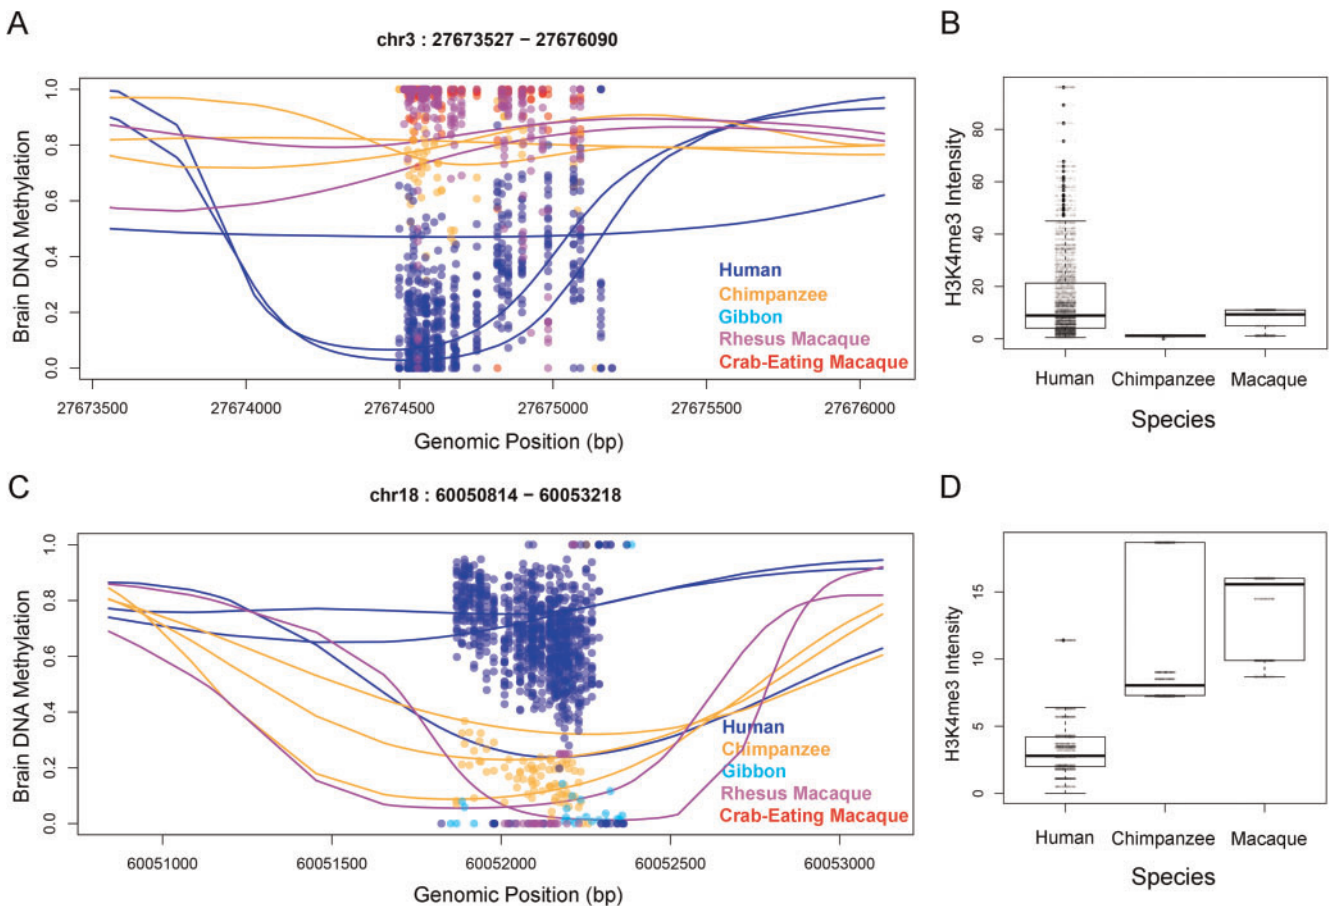 A
chr3 : 27673527 − 27676090
Brain DNA Methylation
1.0
0.8
0.6
0.4
0.2
0.0
Human
Chimpanzee
Gibbon
Rhesus Macaque
Crab-Eating Macaque
27673500 27674000 27674500 27675000 27675500 27676000
Genomic Position (bp)
B
H3K4me3 Intensity
80
60
40
20
0
Human Chimpanzee Macaque
Species
C
chr18 : 60050814 − 60053218
Brain DNA Methylation
1.0
0.8
0.6
0.4
0.2
0.0
Human
Chimpanzee
Gibbon
Rhesus Macaque
Crab-Eating Macaque
60051000 60051500 60052000 60052500 60053000
Genomic Position (bp)
D
H3K4me3 Intensity
15
10
5
0
Human Chimpanzee Macaque
Species